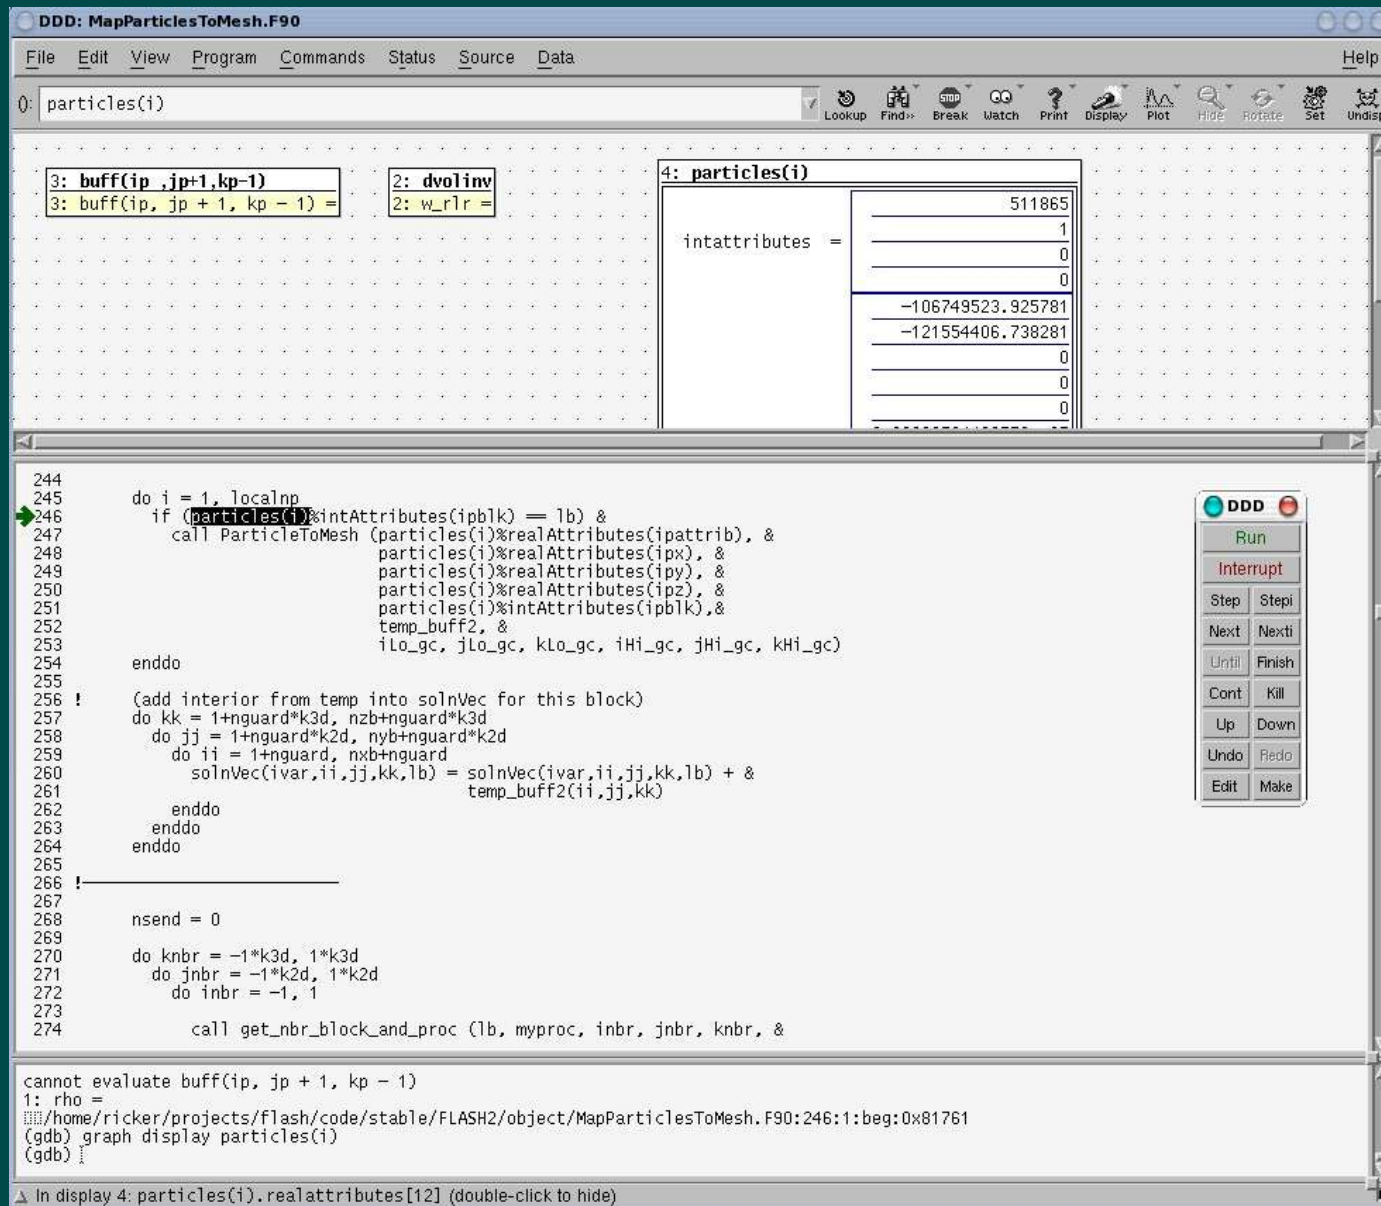 DDD: MapParticlesToMesh.F90
File Edit View Program Commands Status Source Data Help
(): particles(i)
Lookup Find» Break Watch Print Display Plot Hide Rotate Set Undisp
STOP
3: buff(ip ,jp+1,kp-1)
3: buff(ip, jp + 1, kp - 1) =
2: dvolinv
2: w_rlr =
4: particles(i)
511865
1
intattributes =
0
0
-106749523.925781
-121554406.738281
0
0
0
244
245 do i = 1, localnp
246 if (particles(i)%intAttributes(ipblk) == lb) &
247 call ParticleToMesh (particles(i)%realAttributes(ipattrib), &
248 particles(i)%realAttributes(ipx), &
249 particles(i)%realAttributes(ipy), &
250 particles(i)%realAttributes(ipz), &
251 particles(i)%intAttributes(ipblk),&
252 temp_buff2, &
253 iLo_gc, jLo_gc, kLo_gc, iHi_gc, jHi_gc, kHi_gc)
254 enddo
255
256 ! (add interior from temp into solnVec for this block)
257 do kk = 1+nguard*k3d, nzb+nguard*k3d
258 do jj = 1+nguard*k2d, nyb+nguard*k2d
259 do ii = 1+nguard, nxb+nguard
260 solnVec(ivar,ii,jj,kk,lb) = solnVec(ivar,ii,jj,kk,lb) + &
261 temp_buff2(ii,jj,kk)
262 enddo
263 enddo
264 enddo
265
266 !
267
268 nsend = 0
269
270 do knbr = -1*k3d, 1*k3d
271 do jnbr = -1*k2d, 1*k2d
272 do inbr = -1, 1
273
274 call get_nbr_block_and_proc (lb, myproc, inbr, jnbr, knbr, &
DDD
Run
Interrupt
Step Stepi
Next Nexti
Until Finish
Cont Kill
Up Down
Undo Redo
Edit Make
cannot evaluate buff(ip, jp + 1, kp - 1)
1: rho =
/home/ricker/projects/flash/code/stable/FLASH2/object/MapParticlesToMesh.F90:246:1:beg:0x81761
(gdb) graph display particles(i)
(gdb)
In display 4: particles(i).realattributes[12] (double-click to hide)